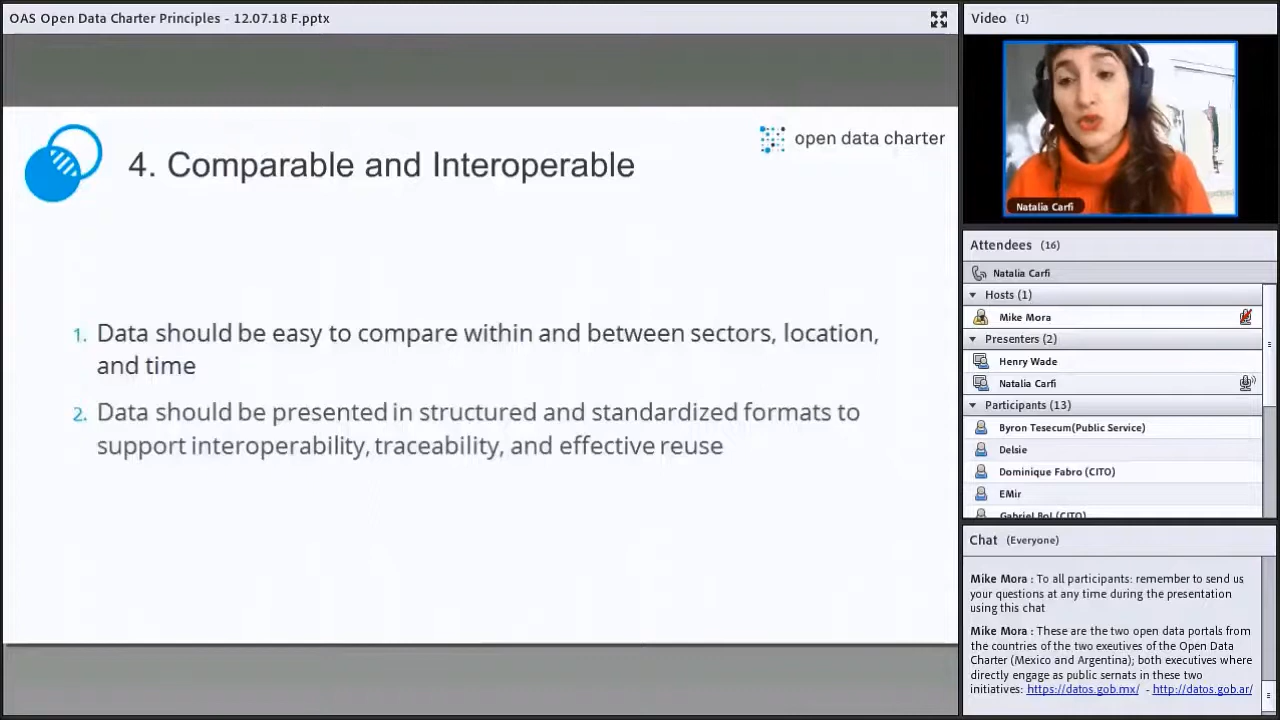 OAS Open Data Charter Principles - 12.07.18 F.pptx
4. Comparable and Interoperable
open data charter
1. Data should be easy to compare within and between sectors, location,
and time
2. Data should be presented in structured and standardized formats to
support interoperability, traceability, and effective reuse
Video (1)
Natalia Carfi
Attendees (16)
Natalia Carfi
Hosts (1)
Mike Mora
Presenters (2)
Henry Wade
Natalia Carfi
Participants (13)
Byron Tesecum(Public Service)
Delsie
Dominique Fabro (CITO)
EMir
Gabriel Bol (CITO)
Chat (Everyone)
Mike Mora : To all participants: remember to send us
your questions at any time during the presentation
using this chat
Mike Mora : These are the two open data portals from
the countries of the two exeutives of the Open Data
Charter (Mexico and Argentina); both executives where
directly engage as public sernats in these two
initiatives: https://datos.gob.mx/ - http://datos.gob.ar/